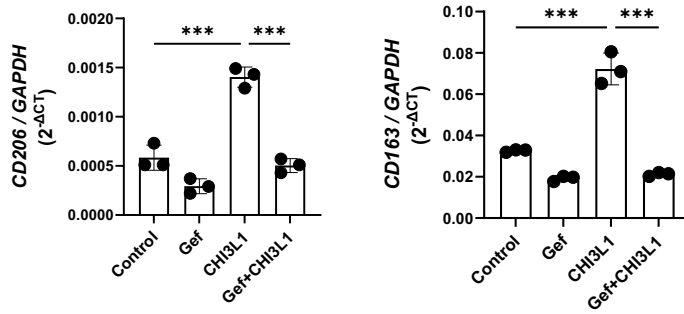 CD206 / GAPDH
(2-ΔCT)
0.0020
0.0015
0.0010
0.0005
0.0000
***
***
Control
Gef
CHI3L1
Gef+CHI3L1
CD163 / GAPDH
(2-ΔCT)
0.10
0.08
0.06
0.04
0.02
0.00
***
***
Control
Gef
CHI3L1
Gef+CHI3L1